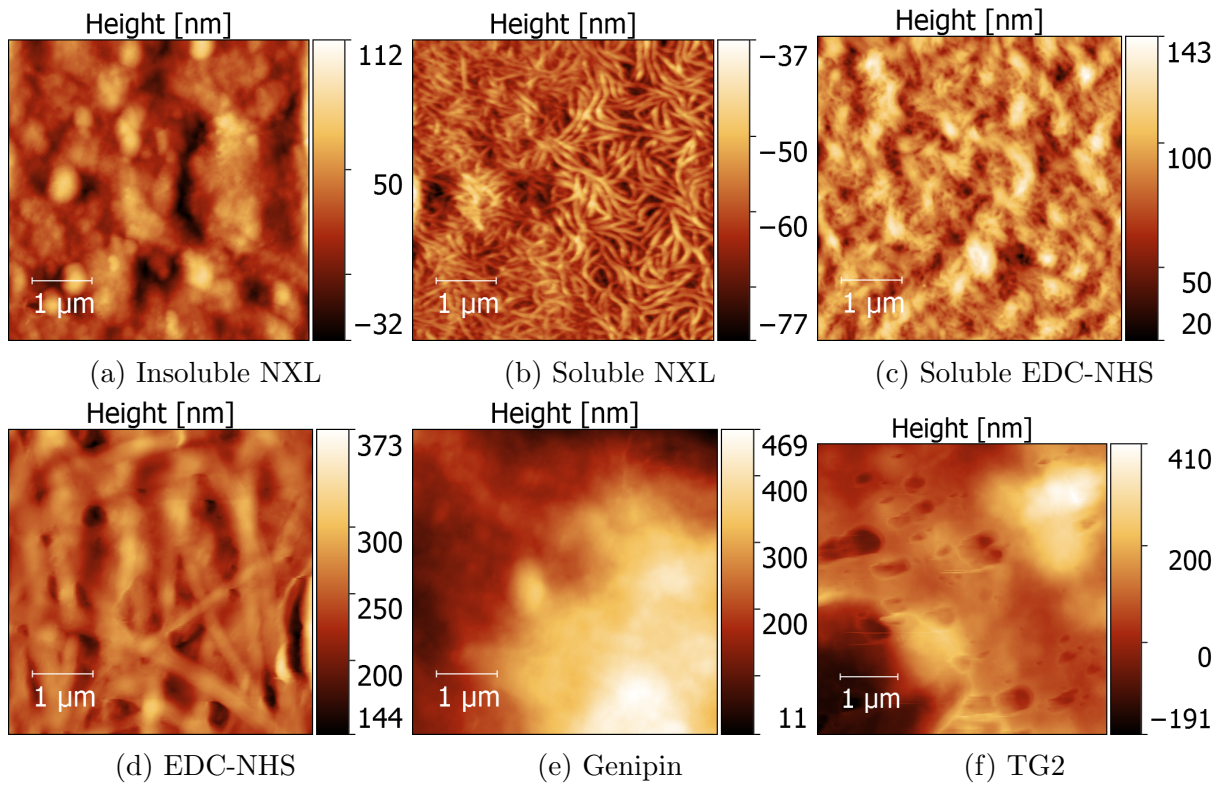 Height [nm]
112
50
−32
1 μm
(a) Insoluble NXL
Height [nm]
−37
−50
−60
−77
1 μm
(b) Soluble NXL
Height [nm]
143
100
50
20
1 μm
(c) Soluble EDC-NHS
Height [nm]
373
300
250
200
144
1 μm
(d) EDC-NHS
Height [nm]
469
400
300
200
11
1 μm
(e) Genipin
Height [nm]
410
200
0
−191
1 μm
(f) TG2